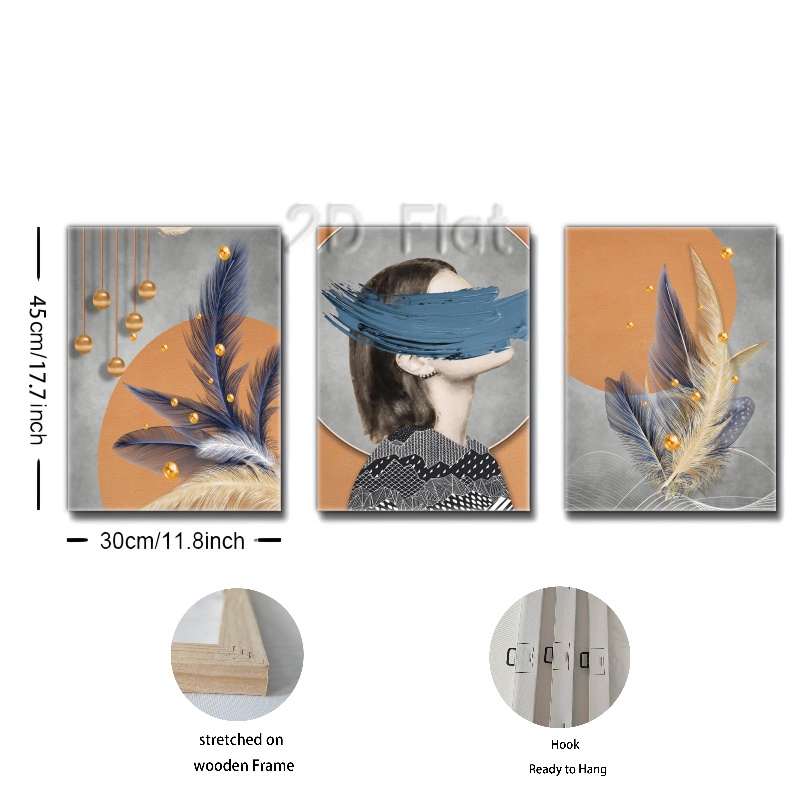 2D Flat
45cm/17.7inch
30cm/11.8inch
stretched on
wooden Frame
Hook
Ready to Hang